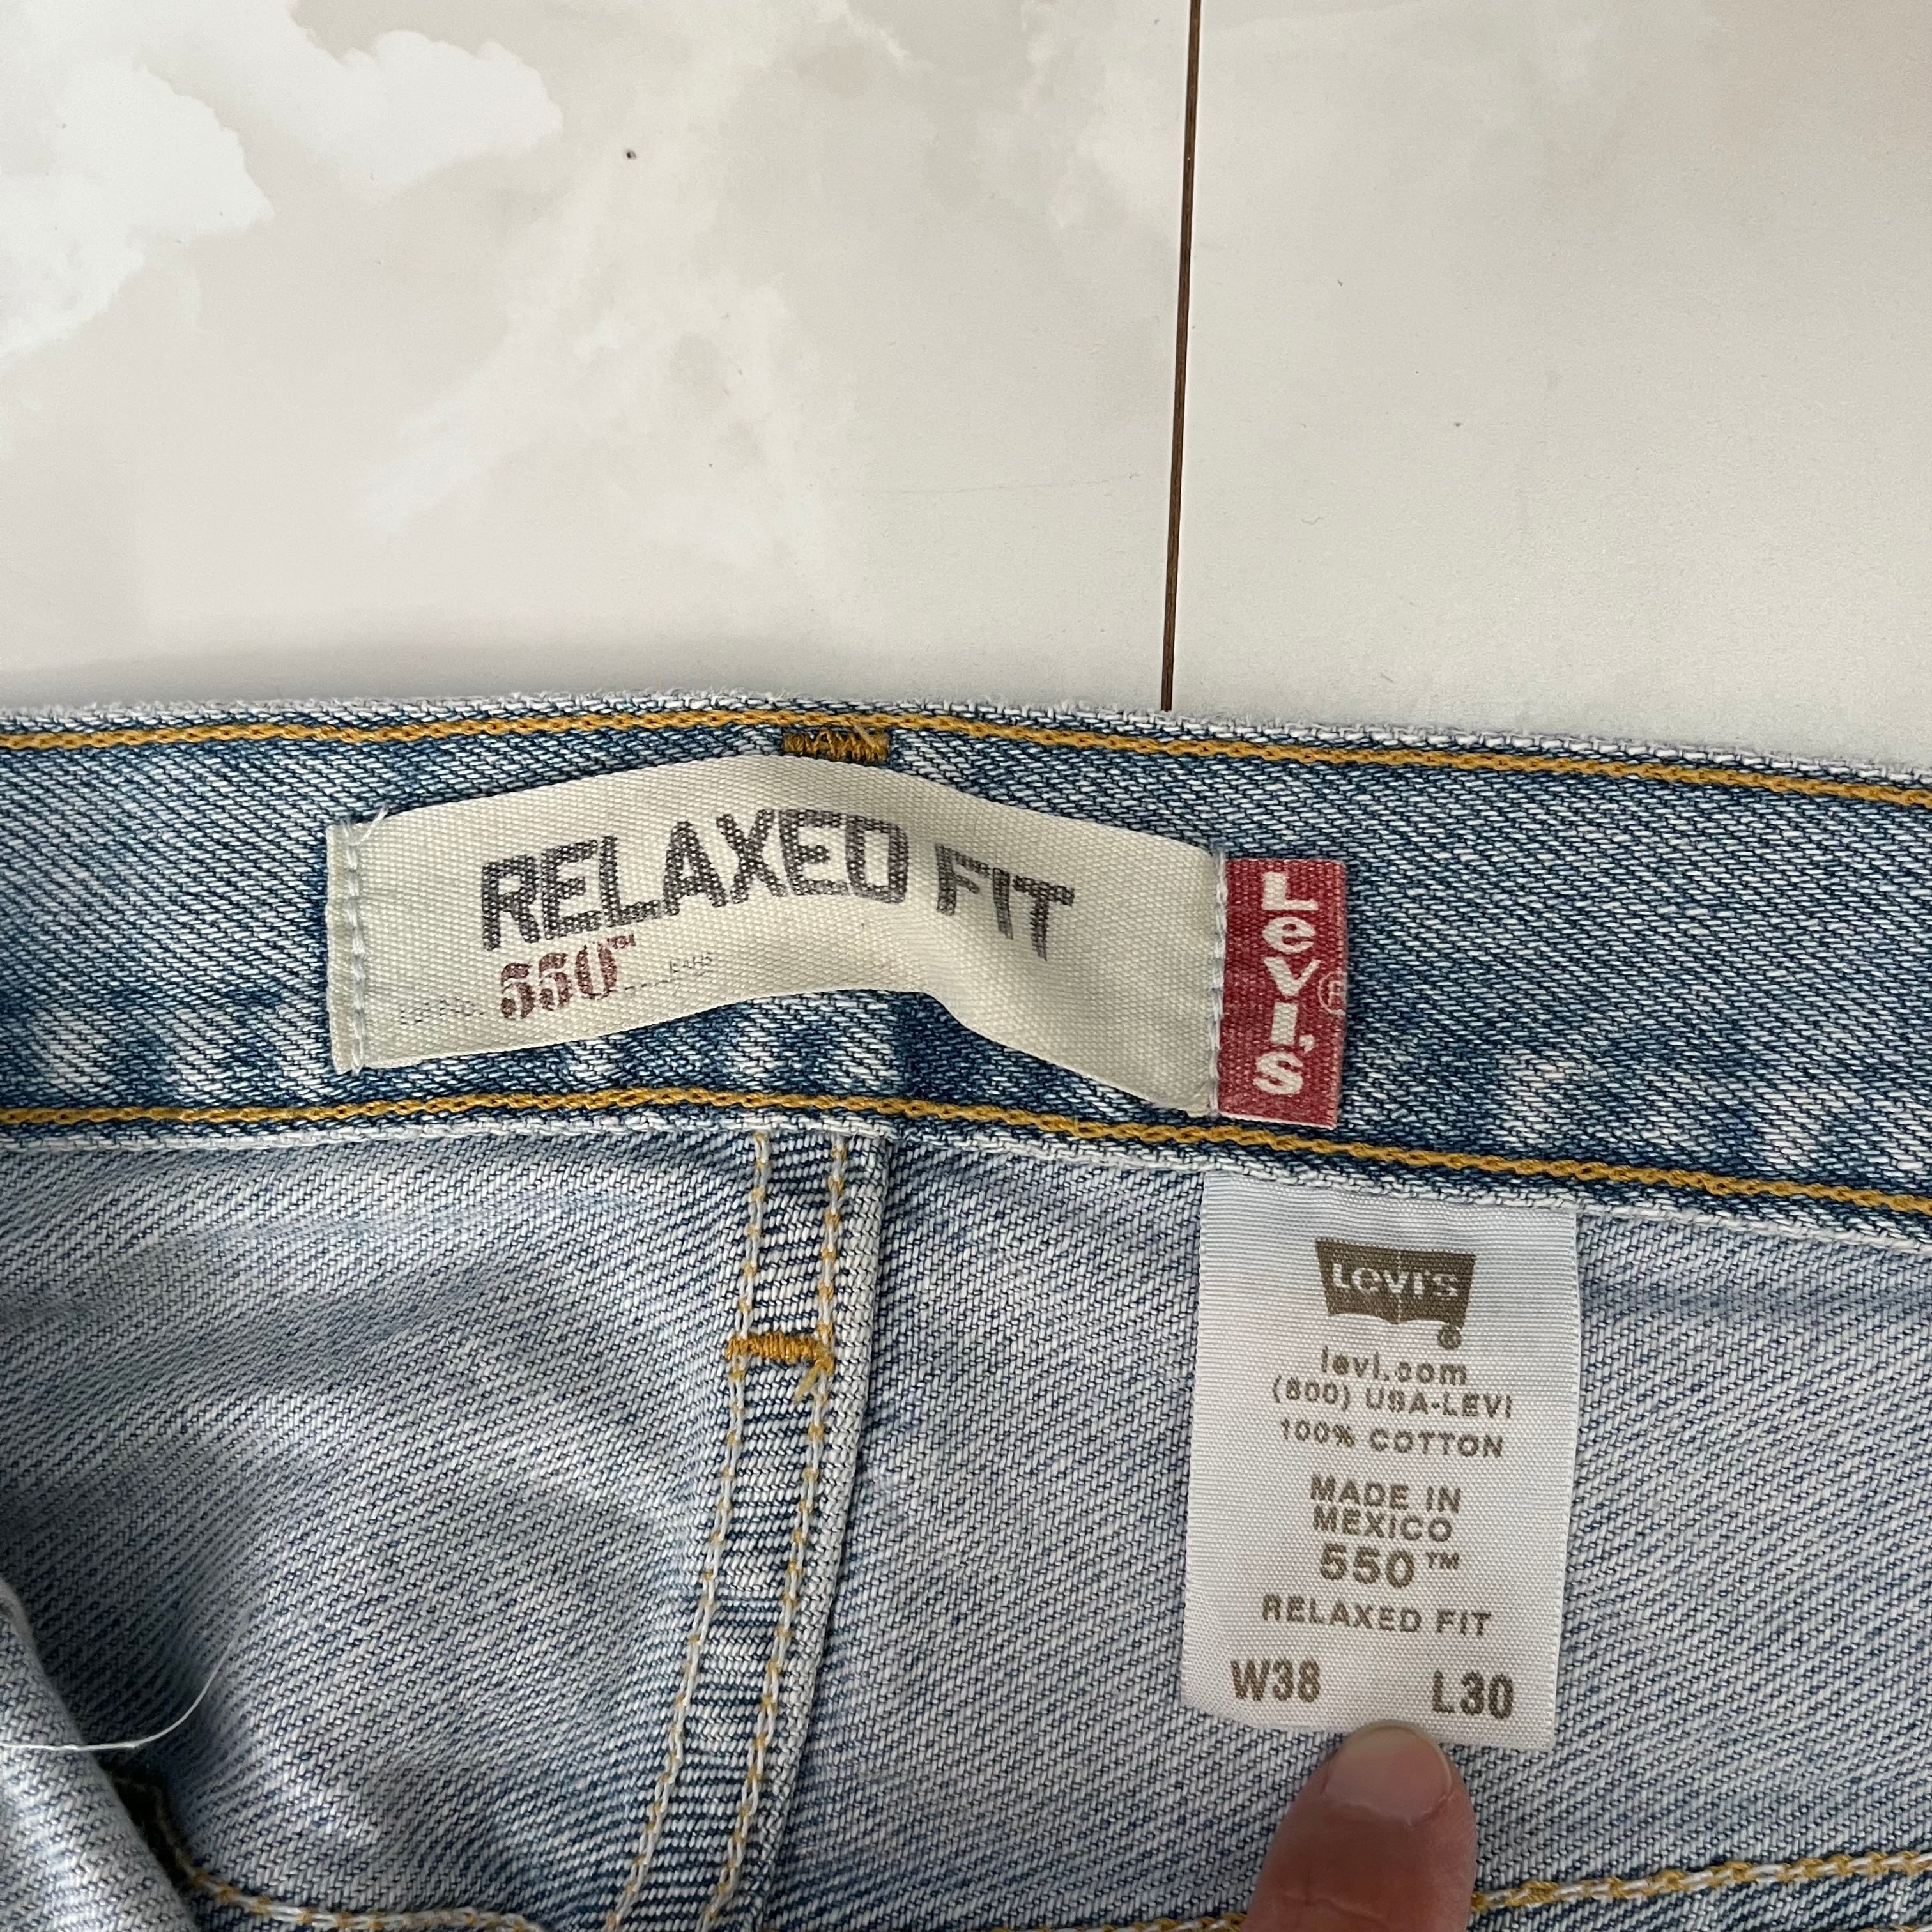 RELAXED FIT
550™
Levi's®
LEVI'S®
levi.com
(800) USA-LEVI
100% COTTON
MADE IN
MEXICO
550™
RELAXED FIT
W38 L30